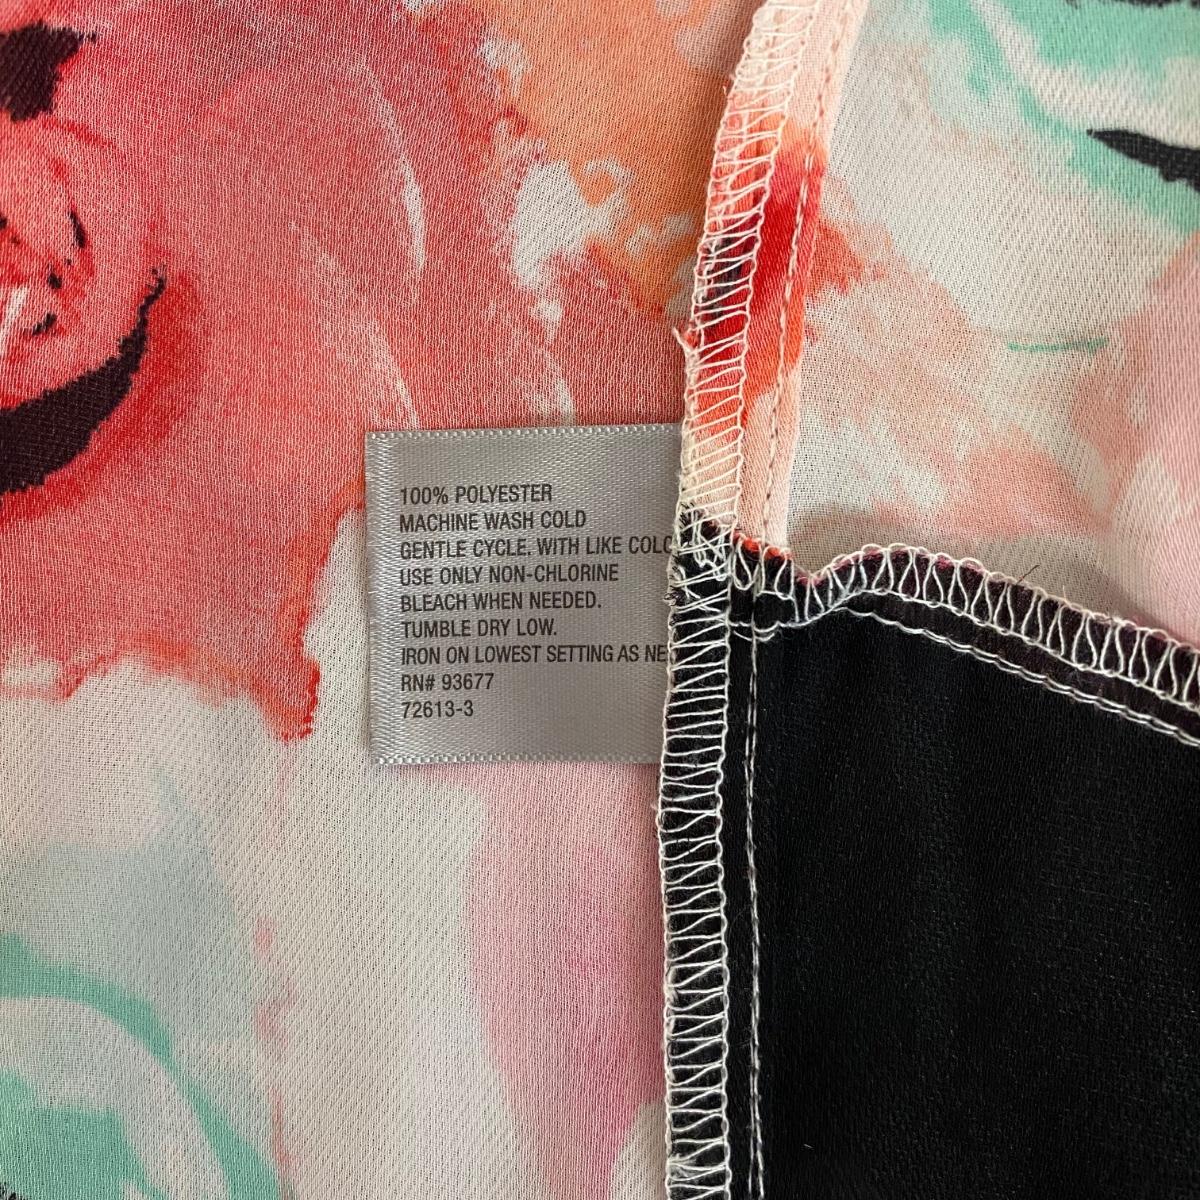 100% POLYESTER
MACHINE WASH COLD
GENTLE CYCLE. WITH LIKE
USE ONLY NON-CHLORINE
BLEACH WHEN NEEDED.
TUMBLE DRY LOW.
IRON ON LOWEST SETTING AS
RN# 93677
72613-3